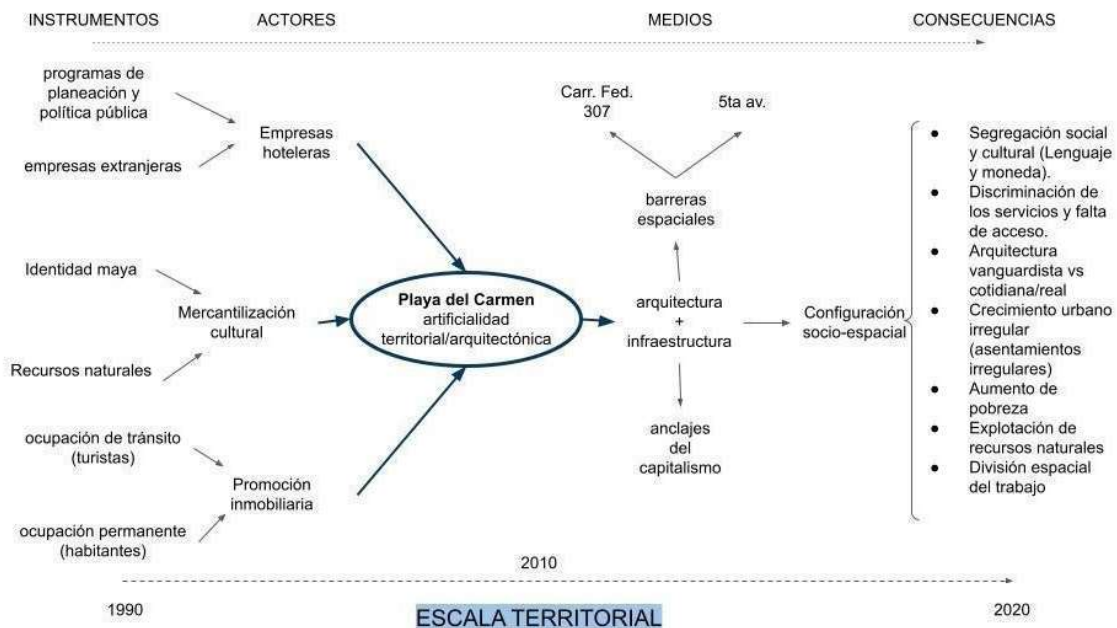 INSTRUMENTOS
ACTORES
MEDIOS
CONSECUENCIAS
programas de
planeación y
política pública
empresas extranjeras
Empresas
hoteleras
Identidad maya
Recursos naturales
Mercantilización
cultural
ocupación de tránsito
(turistas)
ocupación permanente
(habitantes)
Promoción
inmobiliaria
Playa del Carmen
artificialidad
territorial/arquitectónica
Carr. Fed.
307
5ta av.
barreras
espaciales
arquitectura
+
infraestructura
anclajes
del
capitalismo
Configuración
socio-espacial
● Segregación social
y cultural (Lenguaje
y moneda).
● Discriminación de
los servicios y falta
de acceso.
● Arquitectura
vanguardista vs
cotidiana/real
● Crecimiento urbano
irregular
(asentamientos
irregulares)
● Aumento de
pobreza
● Explotación de
recursos naturales
● División espacial
del trabajo
2010
1990
ESCALA TERRITORIAL
2020